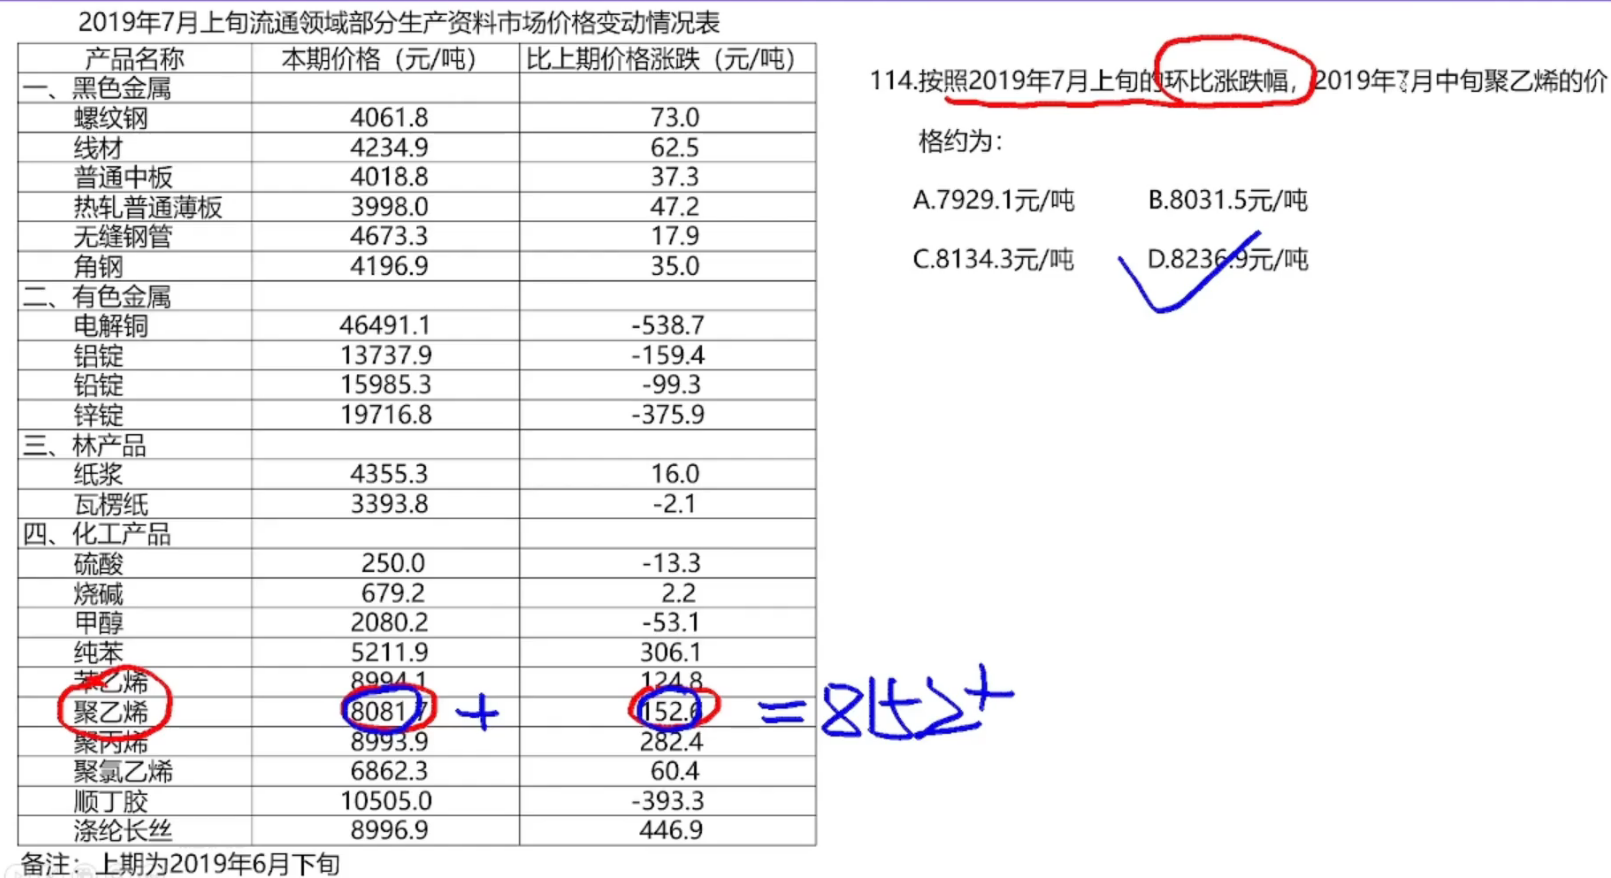 2019年7月上旬流通领域部分生产资料市场价格变动情况表
产品名称 本期价格（元/吨） 比上期价格涨跌（元/吨）
一、黑色金属
螺纹钢 4061.8 73.0
线材 4234.9 62.5
普通中板 4018.8 37.3
热轧普通薄板 3998.0 47.2
无缝钢管 4673.3 17.9
角钢 4196.9 35.0
二、有色金属
电解铜 46491.1 -538.7
铝锭 13737.9 -159.4
铅锭 15985.3 -99.3
锌锭 19716.8 -375.9
三、林产品
纸浆 4355.3 16.0
瓦楞纸 3393.8 -2.1
四、化工产品
硫酸 250.0 -13.3
烧碱 679.2 2.2
甲醇 2080.2 -53.1
纯苯 5211.9 306.1
苯乙烯 8994.1 124.8
聚乙烯 8081.7 + 152.6 =
聚丙烯 8993.9 282.4
聚氯乙烯 6862.3 60.4
顺丁胶 10505.0 -393.3
涤纶长丝 8996.9 446.9
备注：上期为2019年6月下旬
114.按照2019年7月上旬的环比涨跌幅，2019年7月中旬聚乙烯的价
格约为：
A.7929.1元/吨 B.8031.5元/吨
C.8134.3元/吨 D.8236.9元/吨